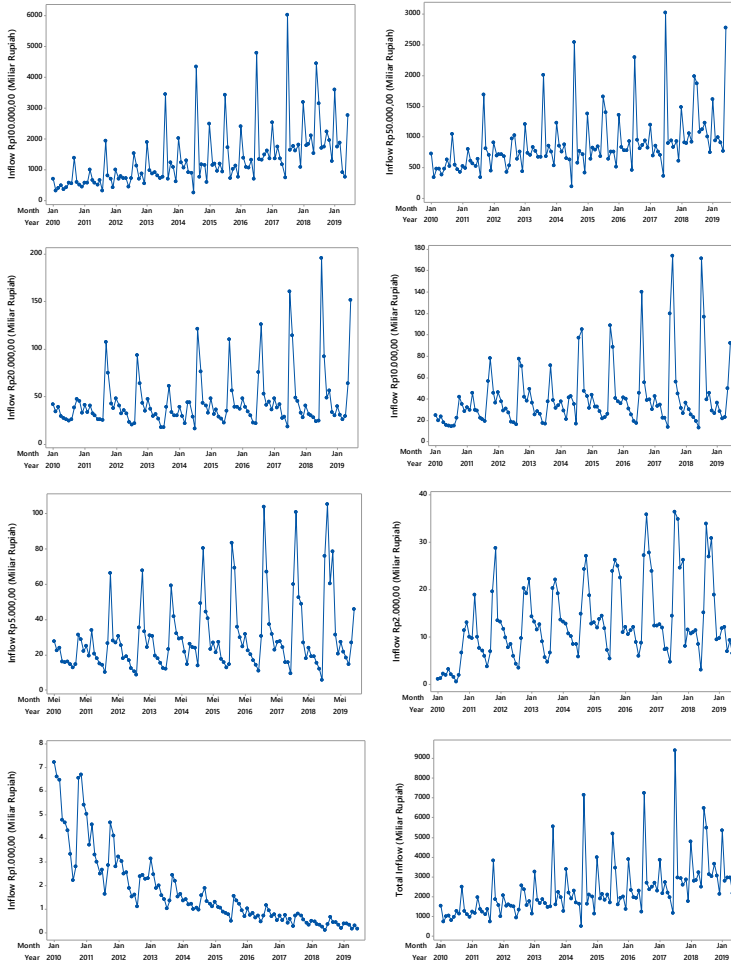 Inflow Rp100.000,00 (Miliar Rupiah)
6000
5000
4000
3000
2000
1000
0
Month Jan Jan Jan Jan Jan Jan Jan Jan Jan Jan
Year 2010 2011 2012 2013 2014 2015 2016 2017 2018 2019
Inflow Rp50.000,00 (Miliar Rupiah)
3000
2500
2000
1500
1000
500
0
Month Jan Jan Jan Jan Jan Jan Jan Jan Jan Jan
Year 2010 2011 2012 2013 2014 2015 2016 2017 2018 2019
Inflow Rp20.000,00 (Miliar Rupiah)
200
150
100
50
0
Month Jan Jan Jan Jan Jan Jan Jan Jan Jan Jan
Year 2010 2011 2012 2013 2014 2015 2016 2017 2018 2019
Inflow Rp10.000,00 (Miliar Rupiah)
180
160
140
120
100
80
60
40
20
0
Month Jan Jan Jan Jan Jan Jan Jan Jan Jan Jan
Year 2010 2011 2012 2013 2014 2015 2016 2017 2018 2019
Inflow Rp5.000,00 (Miliar Rupiah)
100
80
60
40
20
0
Month Mei Mei Mei Mei Mei Mei Mei Mei Mei Mei
Year 2010 2011 2012 2013 2014 2015 2016 2017 2018 2019
Inflow Rp2.000,00 (Miliar Rupiah)
40
30
20
10
0
Month Jan Jan Jan Jan Jan Jan Jan Jan Jan Jan
Year 2010 2011 2012 2013 2014 2015 2016 2017 2018 2019
Inflow Rp1.000,00 (Miliar Rupiah)
8
7
6
5
4
3
2
1
0
Month Jan Jan Jan Jan Jan Jan Jan Jan Jan Jan
Year 2010 2011 2012 2013 2014 2015 2016 2017 2018 2019
Total Inflow (Miliar Rupiah)
9000
8000
7000
6000
5000
4000
3000
2000
1000
0
Month Jan Jan Jan Jan Jan Jan Jan Jan Jan Jan
Year 2010 2011 2012 2013 2014 2015 2016 2017 2018 2019